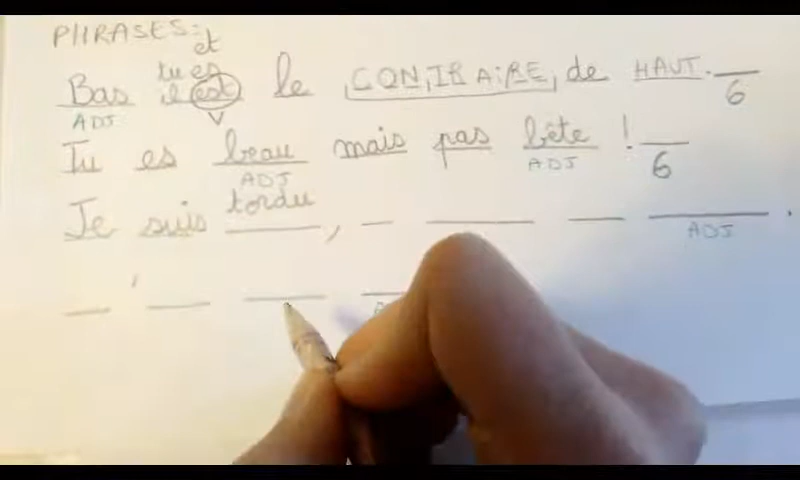 PHRASES:
et
tu es
Bas il est le CONTRAIRE de HAUT.
ADJ V 6
Tu es beau mais pas bête !
ADJ ADJ 6
Je suis tordu, .
ADJ
'